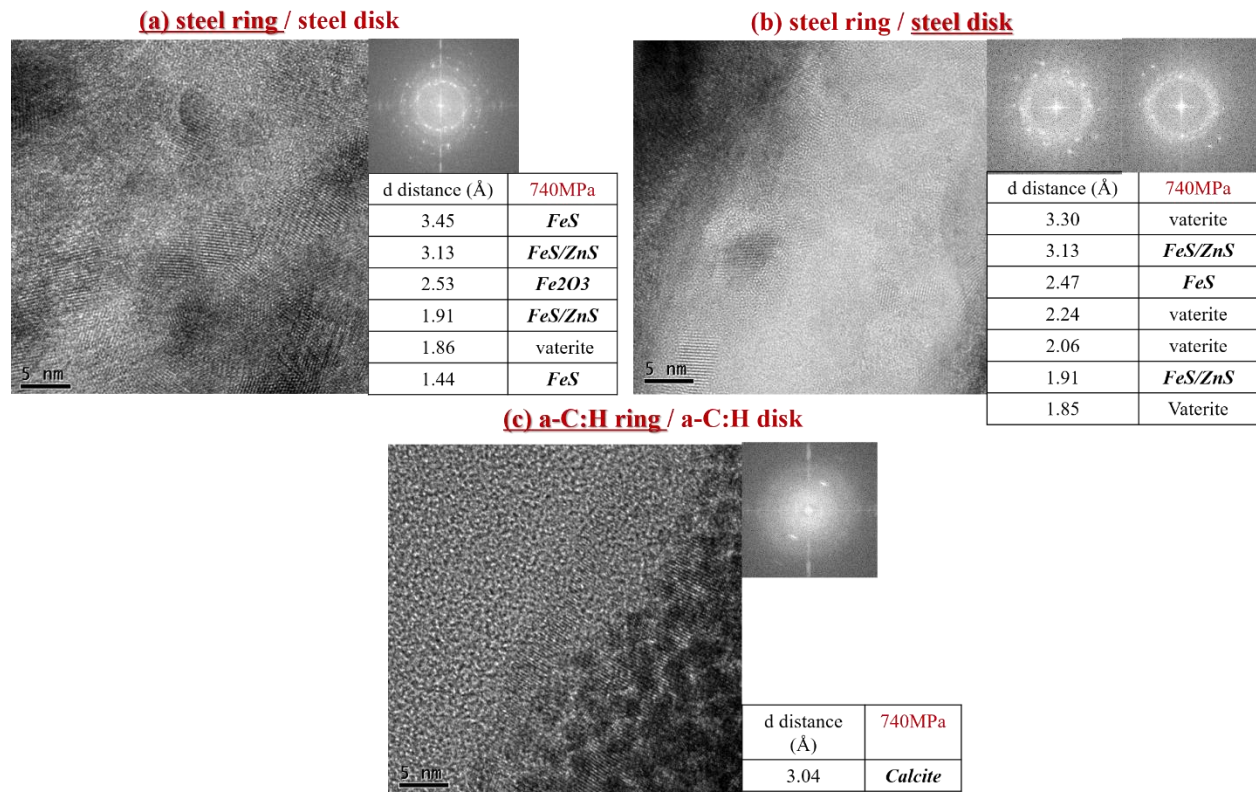 (a) steel ring / steel disk
5 nm
d distance (Å) 740MPa
3.45 FeS
3.13 FeS/ZnS
2.53 Fe2O3
1.91 FeS/ZnS
1.86 vaterite
1.44 FeS
(b) steel ring / steel disk
5 nm
d distance (Å) 740MPa
3.30 vaterite
3.13 FeS/ZnS
2.47 FeS
2.24 vaterite
2.06 vaterite
1.91 FeS/ZnS
1.85 Vaterite
(c) a-C:H ring / a-C:H disk
5 nm
d distance
(Å) 740MPa
3.04 Calcite